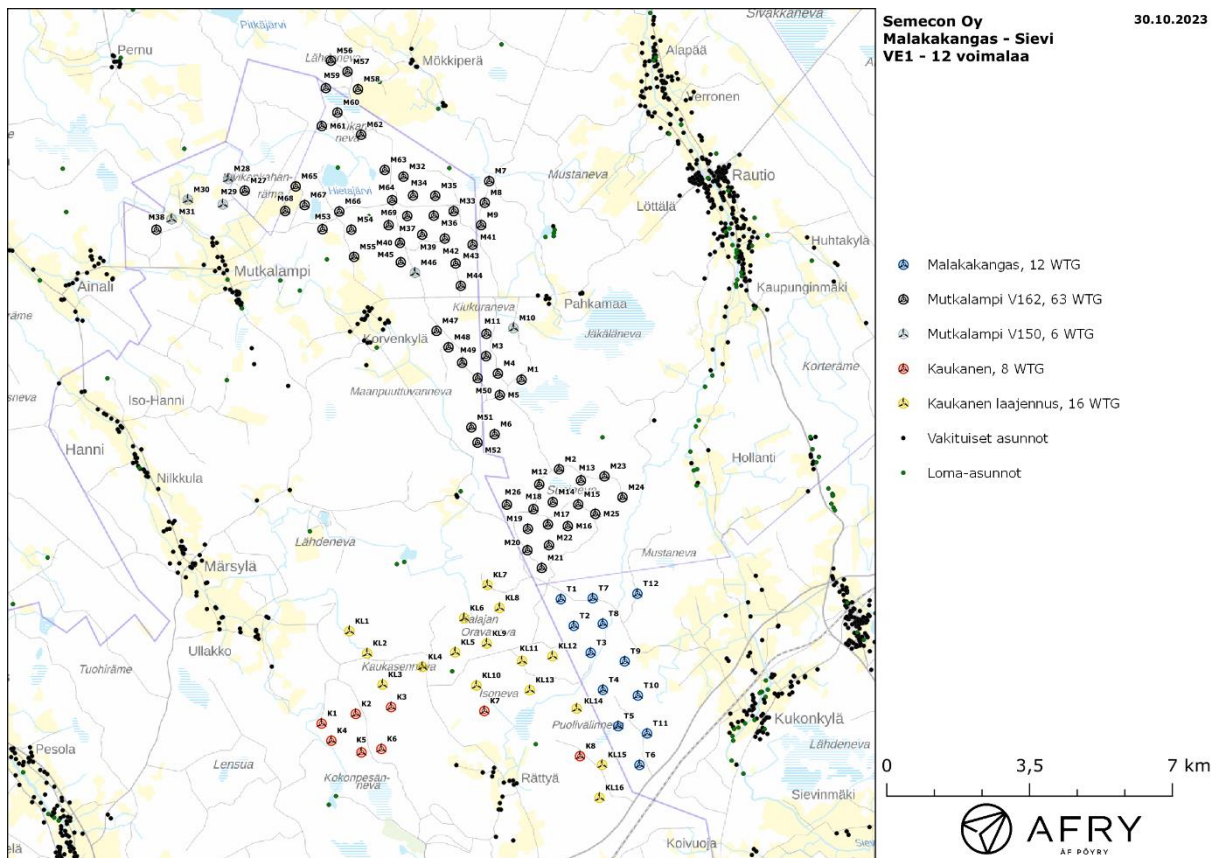 Semecon Oy
Malakakangas - Sievi
VE1 - 12 voimalaa
30.10.2023
Pitkäjärvi
Sivakkaneva
Pernu
Lähdeneva
M56
M57
Mökkiperä
Alapää
M59
M58
Verronen
M60
M61
M62
M63
M32
Mustaneva
Rautio
M28
M27
M65
M7
M30
M29
Hietajärvi
M64
M34
M35
M8
M68
M67
M66
M33
Löttälä
M38
M31
M53
M54
M69
M36
M9
M37
M39
M41
Huhtakylä
M55
M40
M42
M45
M46
M43
Ainali
Mutkalampi
M44
Kaupunginmäki
Kiukuraneva
Pahkamaa
M47
M11
M10
Jäkäläneva
Korvenkylä
M48
M3
M49
M4
M1
Korteräme
Maanpuuttuvanneva
M50
M5
Iso-Hanni
Hanni
M51
M6
M52
Hollanti
Nilkkula
M2
M12
M13
M23
M26
M18
M14
M15
M24
M19
M17
M25
M16
M20
M22
Lähdeneva
M21
Mustaneva
Märsylä
KL7
T1
T7
T12
KL8
KL6
T2
T8
KL1
KL9
Ullakko
KL2
KL5
KL11
KL12
T3
T9
Tuohiräme
Kaukasenneva
KL4
KL3
KL10
Isoneva
KL13
T4
T10
K3
K7
KL14
K1
K2
Puolivälinneva
T5
T11
Kukonkylä
K4
K5
K6
K8
KL15
T6
Lähdeneva
Pesola
Lensua
Kokonpesän-
neva
Rättyä
KL16
Sievinmäki
Koivuoja
Malakakangas, 12 WTG
Mutkalampi V162, 63 WTG
Mutkalampi V150, 6 WTG
Kaukanen, 8 WTG
Kaukanen laajennus, 16 WTG
Vakituiset asunnot
Loma-asunnot
0
3,5
7 km
AFRY
ÅF PÖYRY